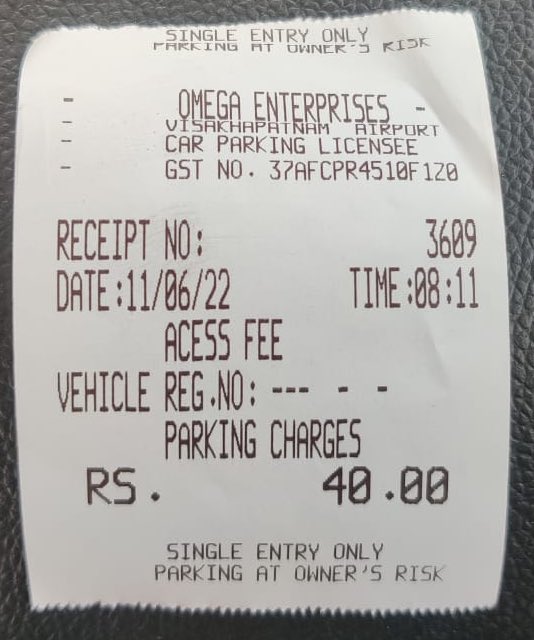 SINGLE ENTRY ONLY
PARKING AT OWNER'S RISK
- OMEGA ENTERPRISES -
- VISAKHAPATNAM AIRPORT
- CAR PARKING LICENSEE
- GST NO. 37AFCPR4510F1Z0
RECEIPT NO: 3609
DATE:11/06/22 TIME:08:11
ACESS FEE
VEHICLE REG.NO: --- - -
PARKING CHARGES
RS. 40.00
SINGLE ENTRY ONLY
PARKING AT OWNER'S RISK